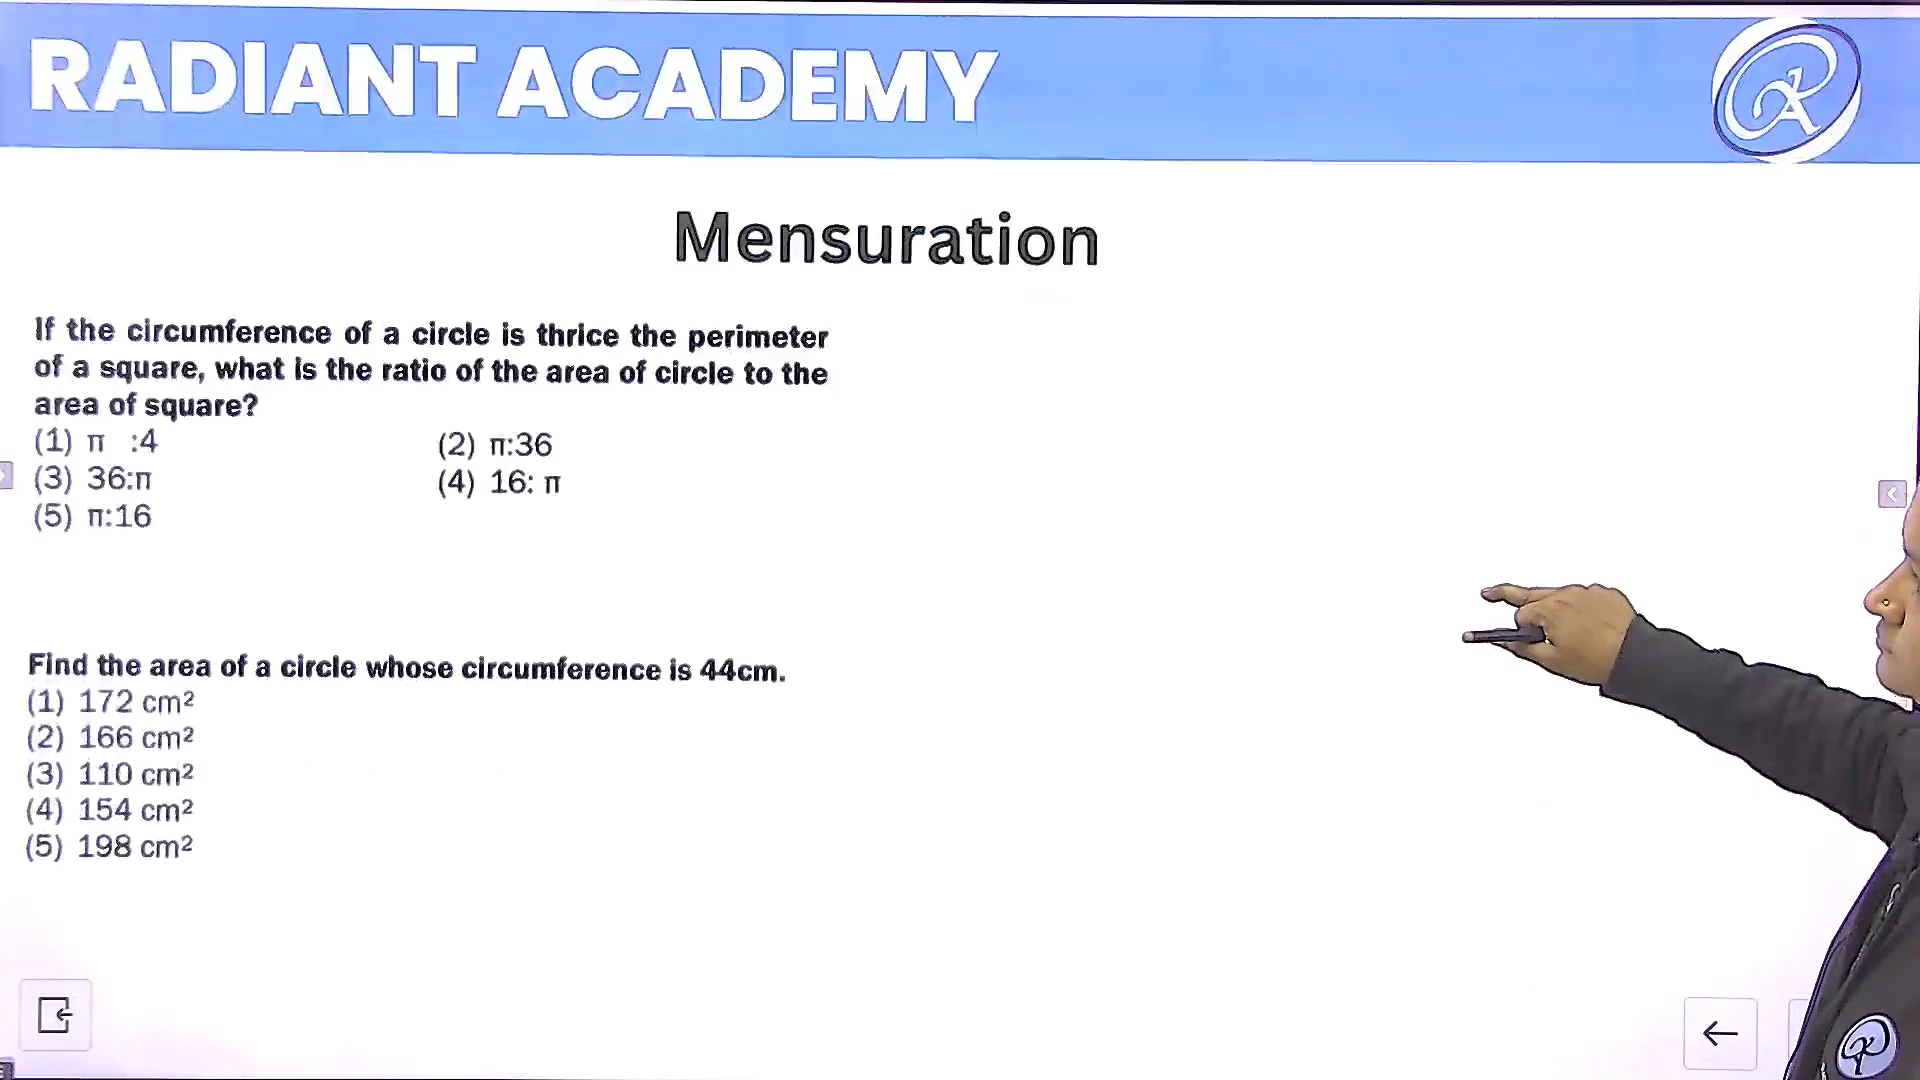 RADIANT ACADEMY
Mensuration
If the circumference of a circle is thrice the perimeter
of a square, what is the ratio of the area of circle to the
area of square?
(1) π :4
(2) π:36
(3) 36:π
(4) 16: π
(5) π:16
Find the area of a circle whose circumference is 44cm.
(1) 172 cm²
(2) 166 cm²
(3) 110 cm²
(4) 154 cm²
(5) 198 cm²